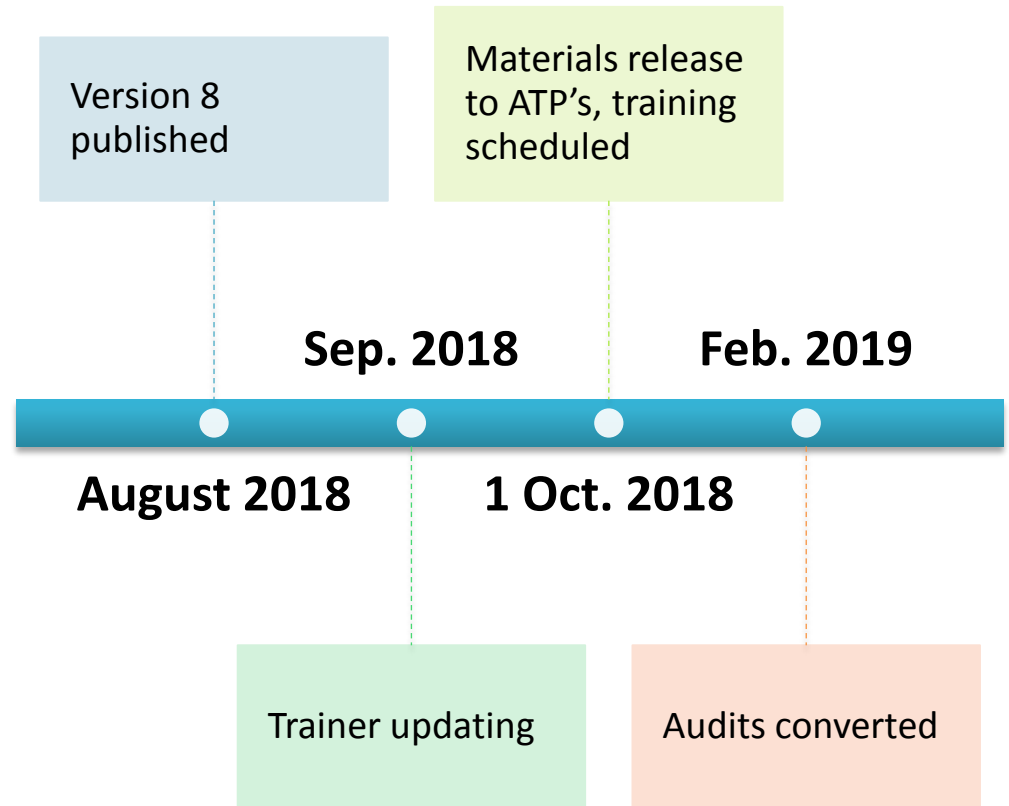 Version 8
published
Materials release
to ATP's, training
scheduled
Sep. 2018
Feb. 2019
August 2018
1 Oct. 2018
Trainer updating
Audits converted